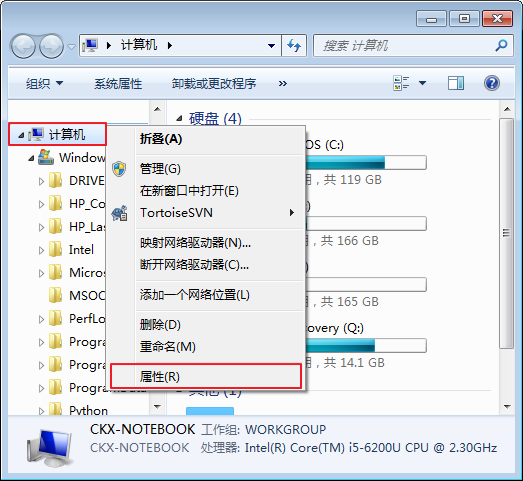 计算机
搜索 计算机
组织 系统属性 卸载或更改程序 »
硬盘 (4)
计算机
折叠(A)
OS (C:)
Window
管理(G)
DRIVE
在新窗口中打开(E)
用，共 119 GB
HP_Co
TortoiseSVN
HP_Las
映射网络驱动器(N)...
用，共 166 GB
Intel
断开网络驱动器(C)...
Micros
添加一个网络位置(L)
MSOC
用，共 165 GB
PerfLo
删除(D)
covery (Q:)
Progra
重命名(M)
Progra
用，共 14.1 GB
属性(R)
Program
其他 (1)
Python
CKX-NOTEBOOK 工作组: WORKGROUP
CKX-NOTEBOOK 处理器: Intel(R) Core(TM) i5-6200U CPU @ 2.30GHz